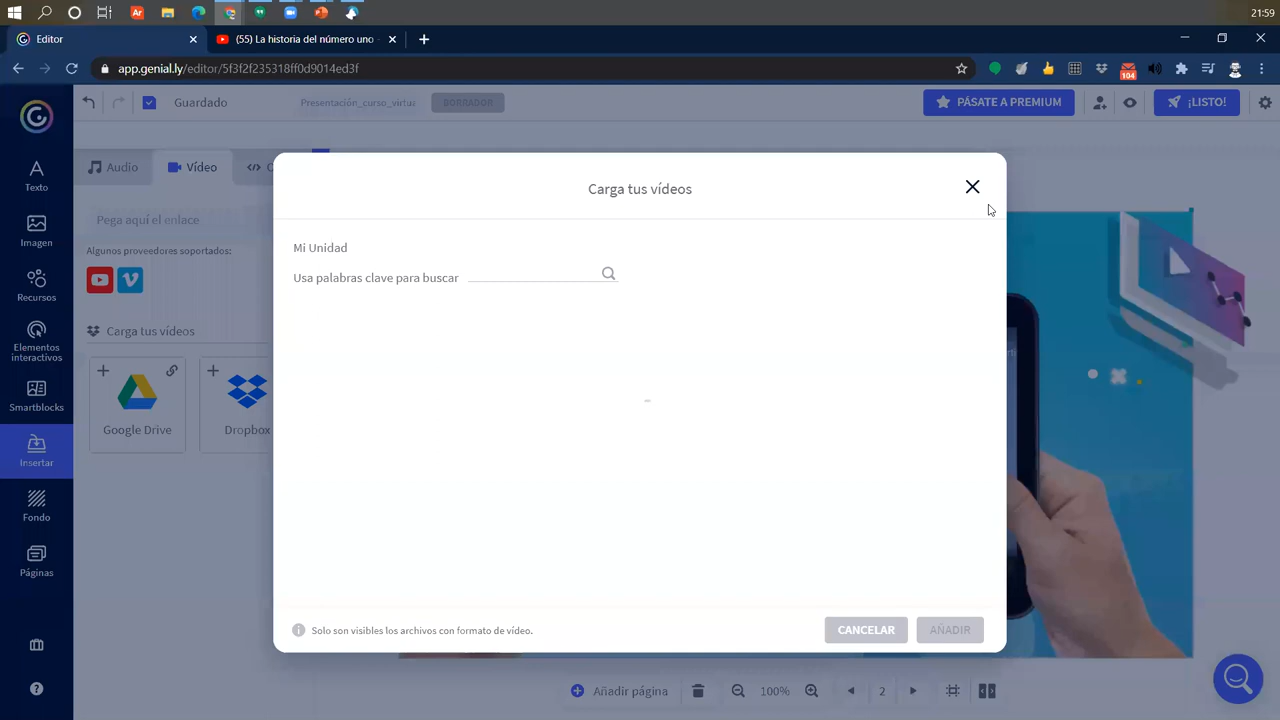 21:59
Editor
(55) La historia del número uno -
app.genial.ly/editor/5f3f2f235318ff0d9014ed3f
104
Guardado
Presentación_curso_virtua
BORRADOR
PÁSATE A PREMIUM
¡LISTO!
Texto
Imagen
Recursos
Elementos
interactivos
Smartblocks
Insertar
Fondo
Páginas
Audio
Vídeo
Pega aquí el enlace
Algunos proveedores soportados:
Carga tus vídeos
Google Drive
Dropbox
Carga tus vídeos
Mi Unidad
Usa palabras clave para buscar
Solo son visibles los archivos con formato de vídeo.
CANCELAR
AÑADIR
Añadir página
100%
2